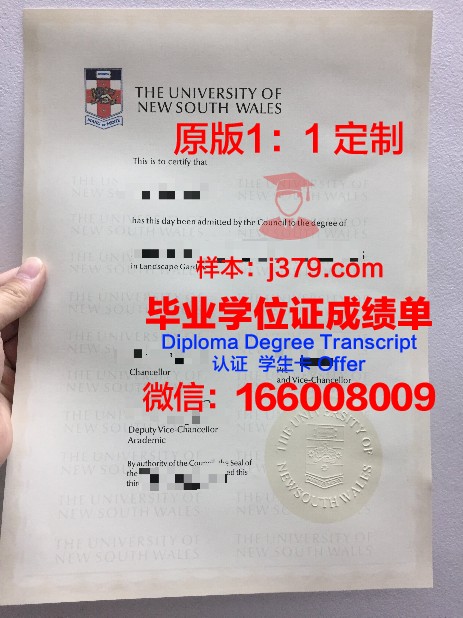 THE UNIVERSITY OF
NEW SOUTH WALES
原版1：1 定制
This is to certify that
has this day been admitted by the Council to the degree of
in Landscape
样本：j379.com
毕业学位证成绩单
Diploma Degree Transcript
认证 学生卡 Offer
Chancellor
and Vice-Chancellor
微信：166008009
Deputy Vice-Chancellor
Academic
By authority of the Council, the Seal of
the
this
THE UNIVERSITY OF
NEW SOUTH WALES